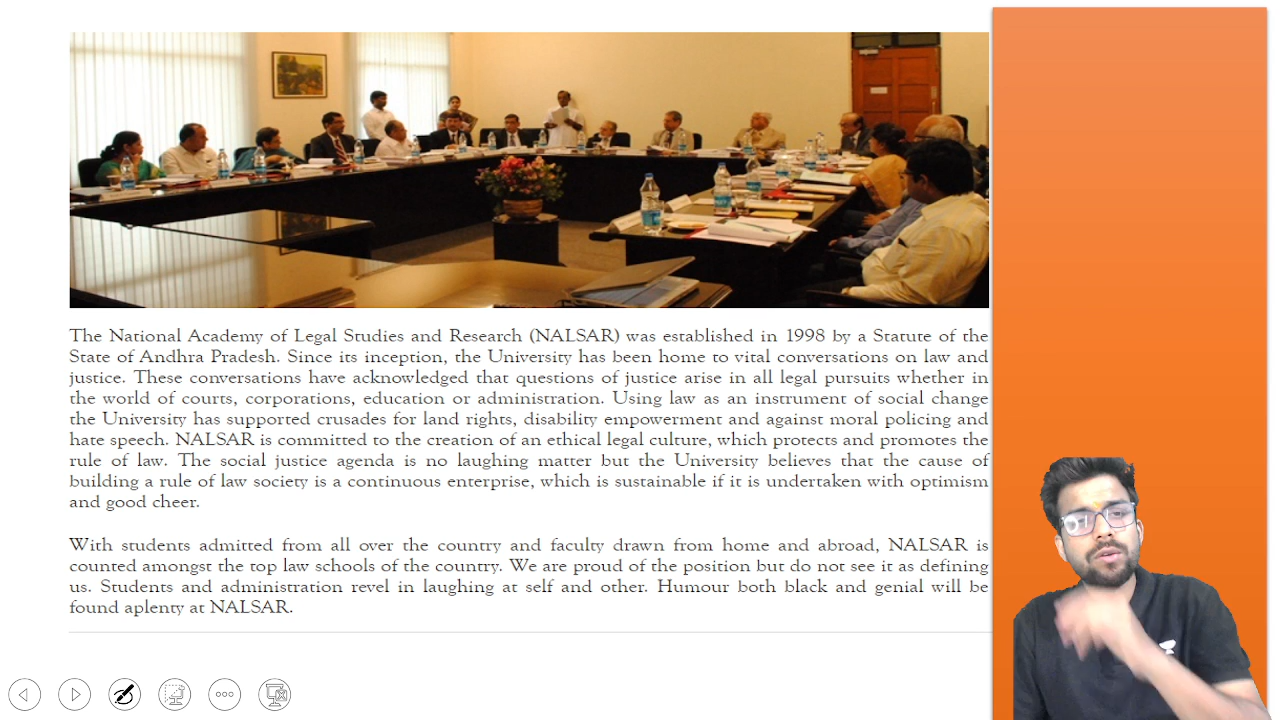 The National Academy of Legal Studies and Research (NALSAR) was established in 1998 by a Statute of the
State of Andhra Pradesh. Since its inception, the University has been home to vital conversations on law and
justice. These conversations have acknowledged that questions of justice arise in all legal pursuits whether in
the world of courts, corporations, education or administration. Using law as an instrument of social change
the University has supported crusades for land rights, disability empowerment and against moral policing and
hate speech. NALSAR is committed to the creation of an ethical legal culture, which protects and promotes the
rule of law. The social justice agenda is no laughing matter but the University believes that the cause of
building a rule of law society is a continuous enterprise, which is sustainable if it is undertaken with optimism
and good cheer.
With students admitted from all over the country and faculty drawn from home and abroad, NALSAR is
counted amongst the top law schools of the country. We are proud of the position but do not see it as defining
us. Students and administration revel in laughing at self and other. Humour both black and genial will be
found aplenty at NALSAR.